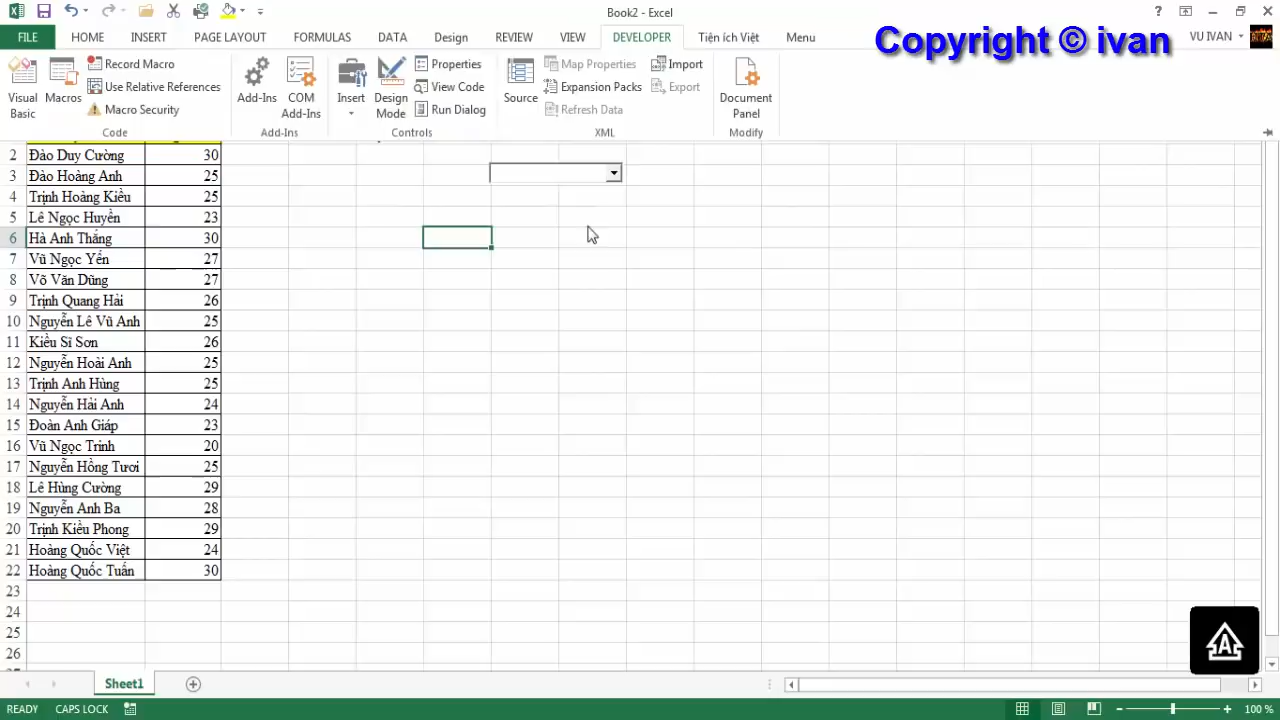 Book2 - Excel
?
FILE HOME INSERT PAGE LAYOUT FORMULAS DATA Design REVIEW VIEW DEVELOPER Tiện ích Việt Menu
Copyright © ivan
VU IVAN
Visual Basic
Macros
Record Macro
Use Relative References
Macro Security
Code
Add-Ins
COM Add-Ins
Add-Ins
Insert
Design Mode
Properties
View Code
Run Dialog
Controls
Source
Map Properties
Expansion Packs
Refresh Data
Import
Export
XML
Document Panel
Modify
2 Đào Duy Cường 30
3 Đào Hoàng Anh 25
4 Trịnh Hoàng Kiều 25
5 Lê Ngọc Huyền 23
6 Hà Anh Thắng 30
7 Vũ Ngọc Yến 27
8 Võ Văn Dũng 27
9 Trịnh Quang Hải 26
10 Nguyễn Lê Vũ Anh 25
11 Kiều Sĩ Sơn 26
12 Nguyễn Hoài Anh 25
13 Trịnh Anh Hùng 25
14 Nguyễn Hải Anh 24
15 Đoàn Anh Giáp 23
16 Vũ Ngọc Trinh 20
17 Nguyễn Hồng Tươi 25
18 Lê Hùng Cường 29
19 Nguyễn Anh Ba 28
20 Trịnh Kiều Phong 29
21 Hoàng Quốc Việt 24
22 Hoàng Quốc Tuấn 30
23
24
25
26
A
Sheet1
READY CAPS LOCK 100 %